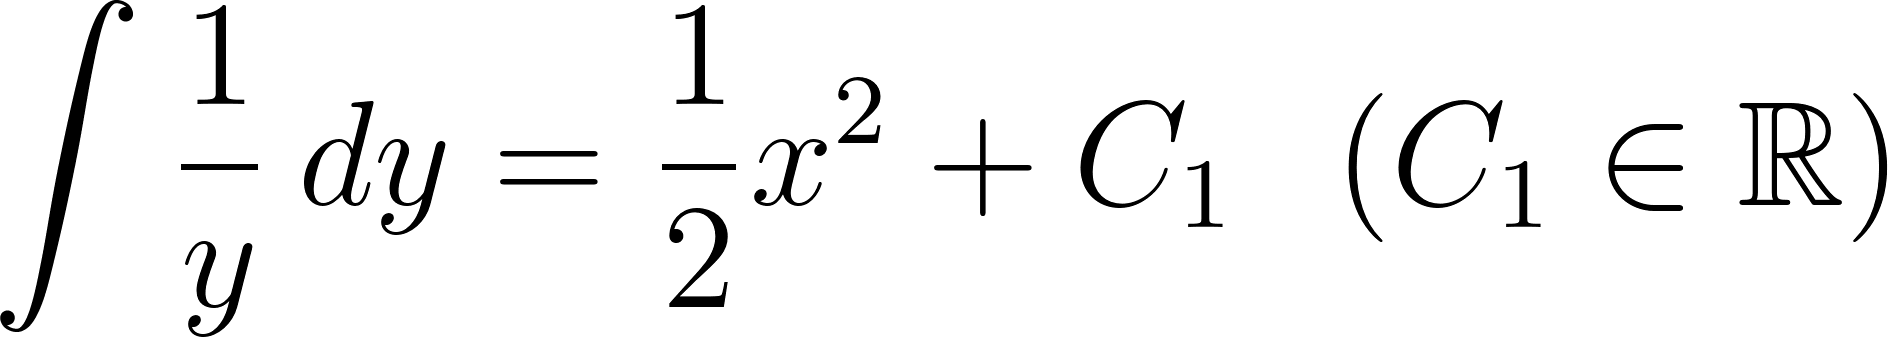 ∫ 1/y dy = 1/2 x² + C₁ (C₁ ∈ ℝ)